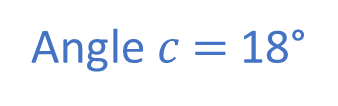 Angle c = 18°